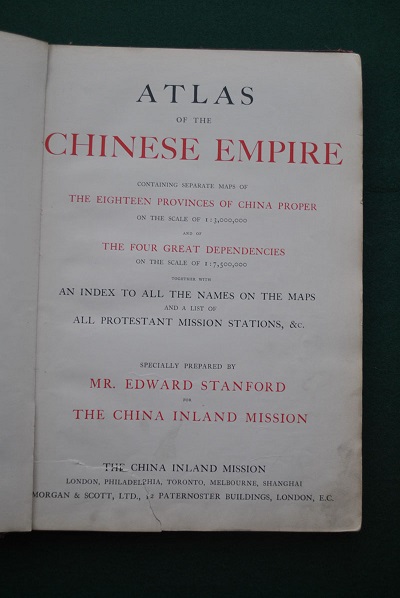 ATLAS
OF THE
CHINESE EMPIRE
CONTAINING SEPARATE MAPS OF
THE EIGHTEEN PROVINCES OF CHINA PROPER
ON THE SCALE OF 1:3,000,000
AND OF
THE FOUR GREAT DEPENDENCIES
ON THE SCALE OF 1:7,500,000
TOGETHER WITH
AN INDEX TO ALL THE NAMES ON THE MAPS
AND A LIST OF
ALL PROTESTANT MISSION STATIONS, &c.
SPECIALLY PREPARED BY
MR. EDWARD STANFORD
FOR
THE CHINA INLAND MISSION
THE CHINA INLAND MISSION
LONDON, PHILADELPHIA, TORONTO, MELBOURNE, SHANGHAI
MORGAN & SCOTT, LTD., 12 PATERNOSTER BUILDINGS, LONDON, E.C.